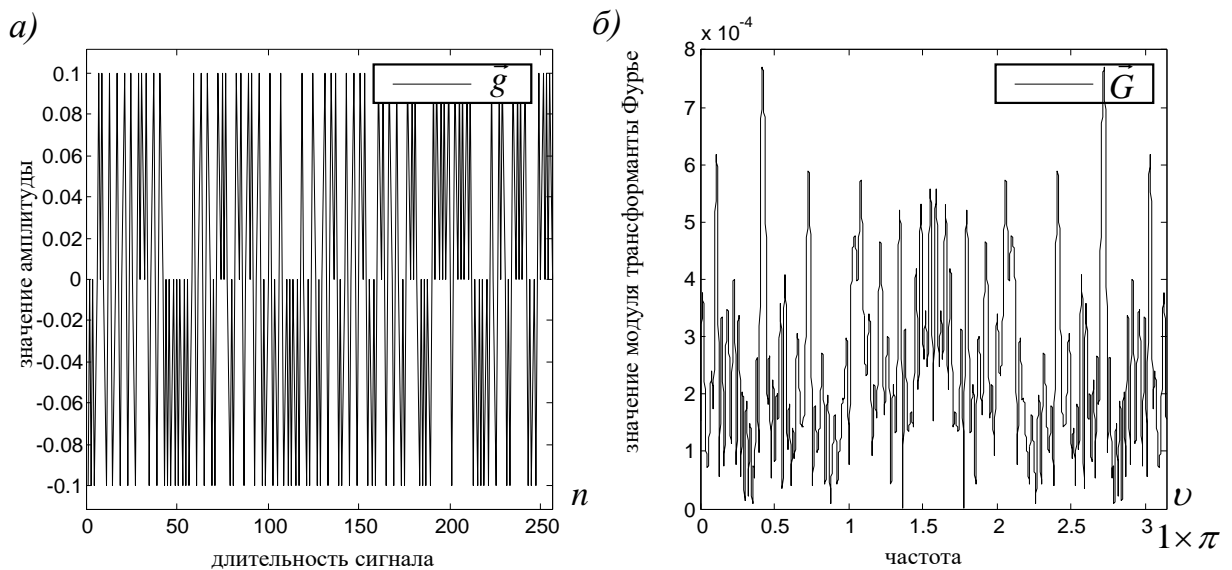 а)
значение амплитуды
0.1
0.08
0.06
0.04
0.02
0
-0.02
-0.04
-0.06
-0.08
-0.1
g
0 50 100 150 200 250
n
длительность сигнала
б)
x 10-4
значение модуля трансформанты Фурье
8
7
6
5
4
3
2
1
0
G
0 0.5 1 1.5 2 2.5 3
υ
1× π
частота